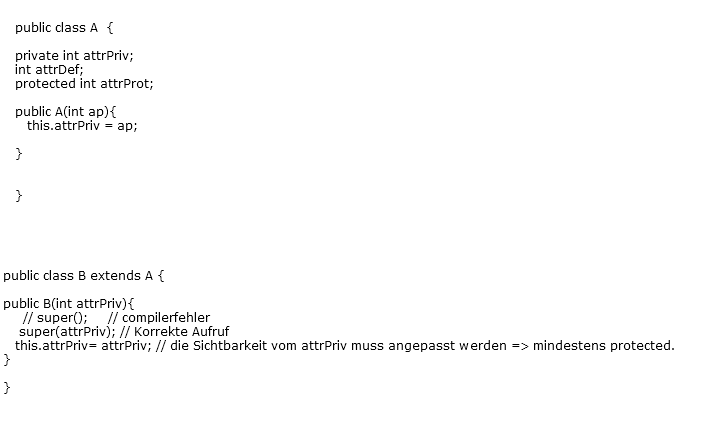 public class A {
private int attrPriv;
int attrDef;
protected int attrProt;
public A(int ap){
this.attrPriv = ap;
}
}
public class B extends A {
public B(int attrPriv){
// super(); // compilerfehler
super(attrPriv); // Korrekte Aufruf
this.attrPriv= attrPriv; // die Sichtbarkeit vom attrPriv muss angepasst werden => mindestens protected.
}
}